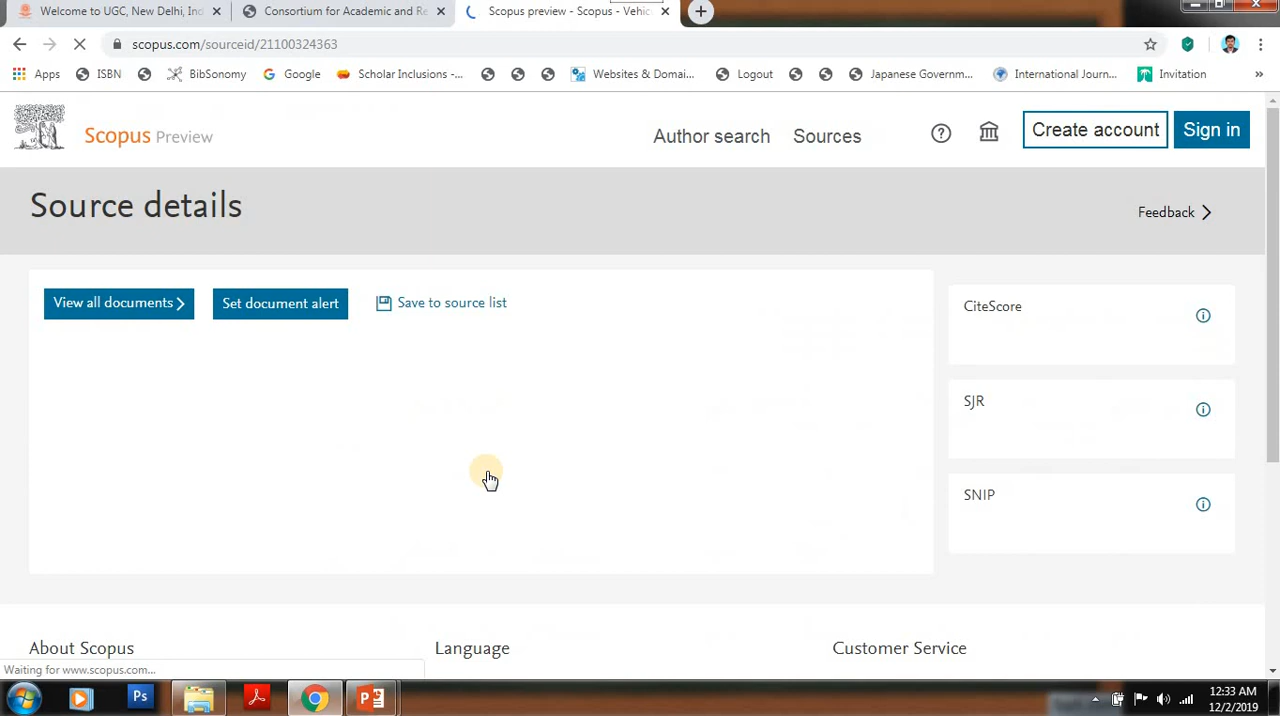 Welcome to UGC, New Delhi, Ind
Consortium for Academic and Re
Scopus preview - Scopus - Vehic
scopus.com/sourceid/21100324363
Apps
ISBN
BibSonomy
Google
Scholar Inclusions -...
Websites & Domai...
Logout
Japanese Governm...
International Journ...
Invitation
»
Scopus Preview
Author search
Sources
Create account
Sign in
Source details
Feedback
View all documents
Set document alert
Save to source list
CiteScore
SJR
SNIP
About Scopus
Language
Customer Service
Waiting for www.scopus.com...
Ps
12:33 AM
12/2/2019